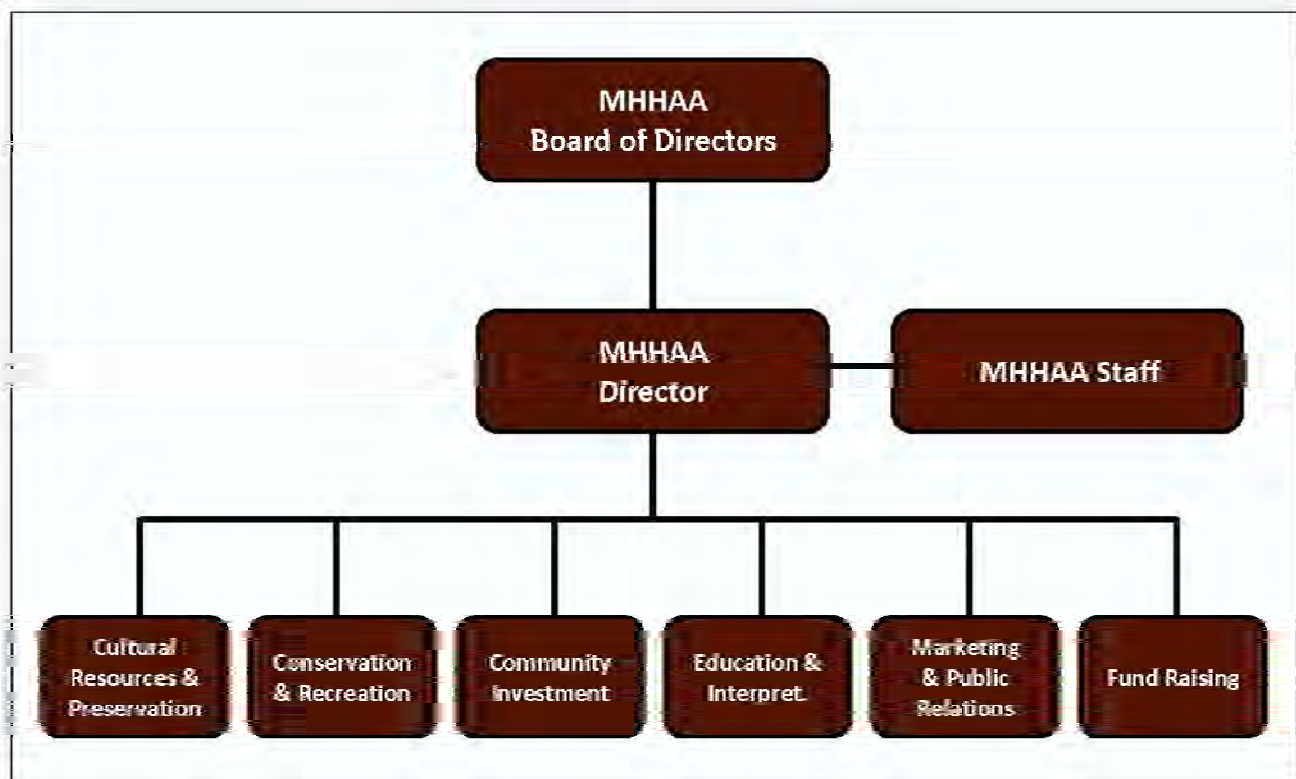 MHHAA
Board of Directors
MHHAA
Director
MHHAA Staff
Cultural
Resources &
Preservation
Conservation
& Recreation
Community
Investment
Education &
Interpret.
Marketing
& Public
Relations
Fund Raising